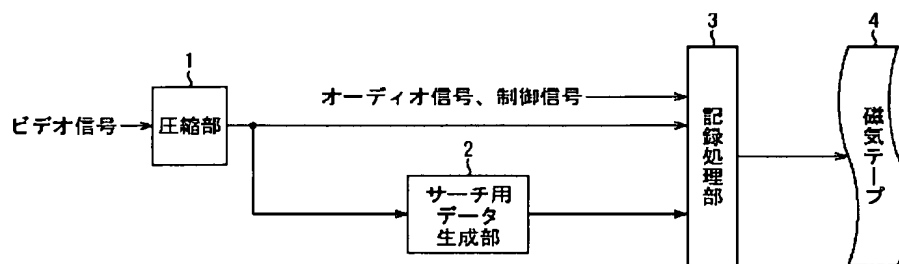 1
3
4
オーディオ信号、制御信号
ビデオ信号
圧縮部
2
サーチ用
データ
生成部
記録処理部
磁気テープ